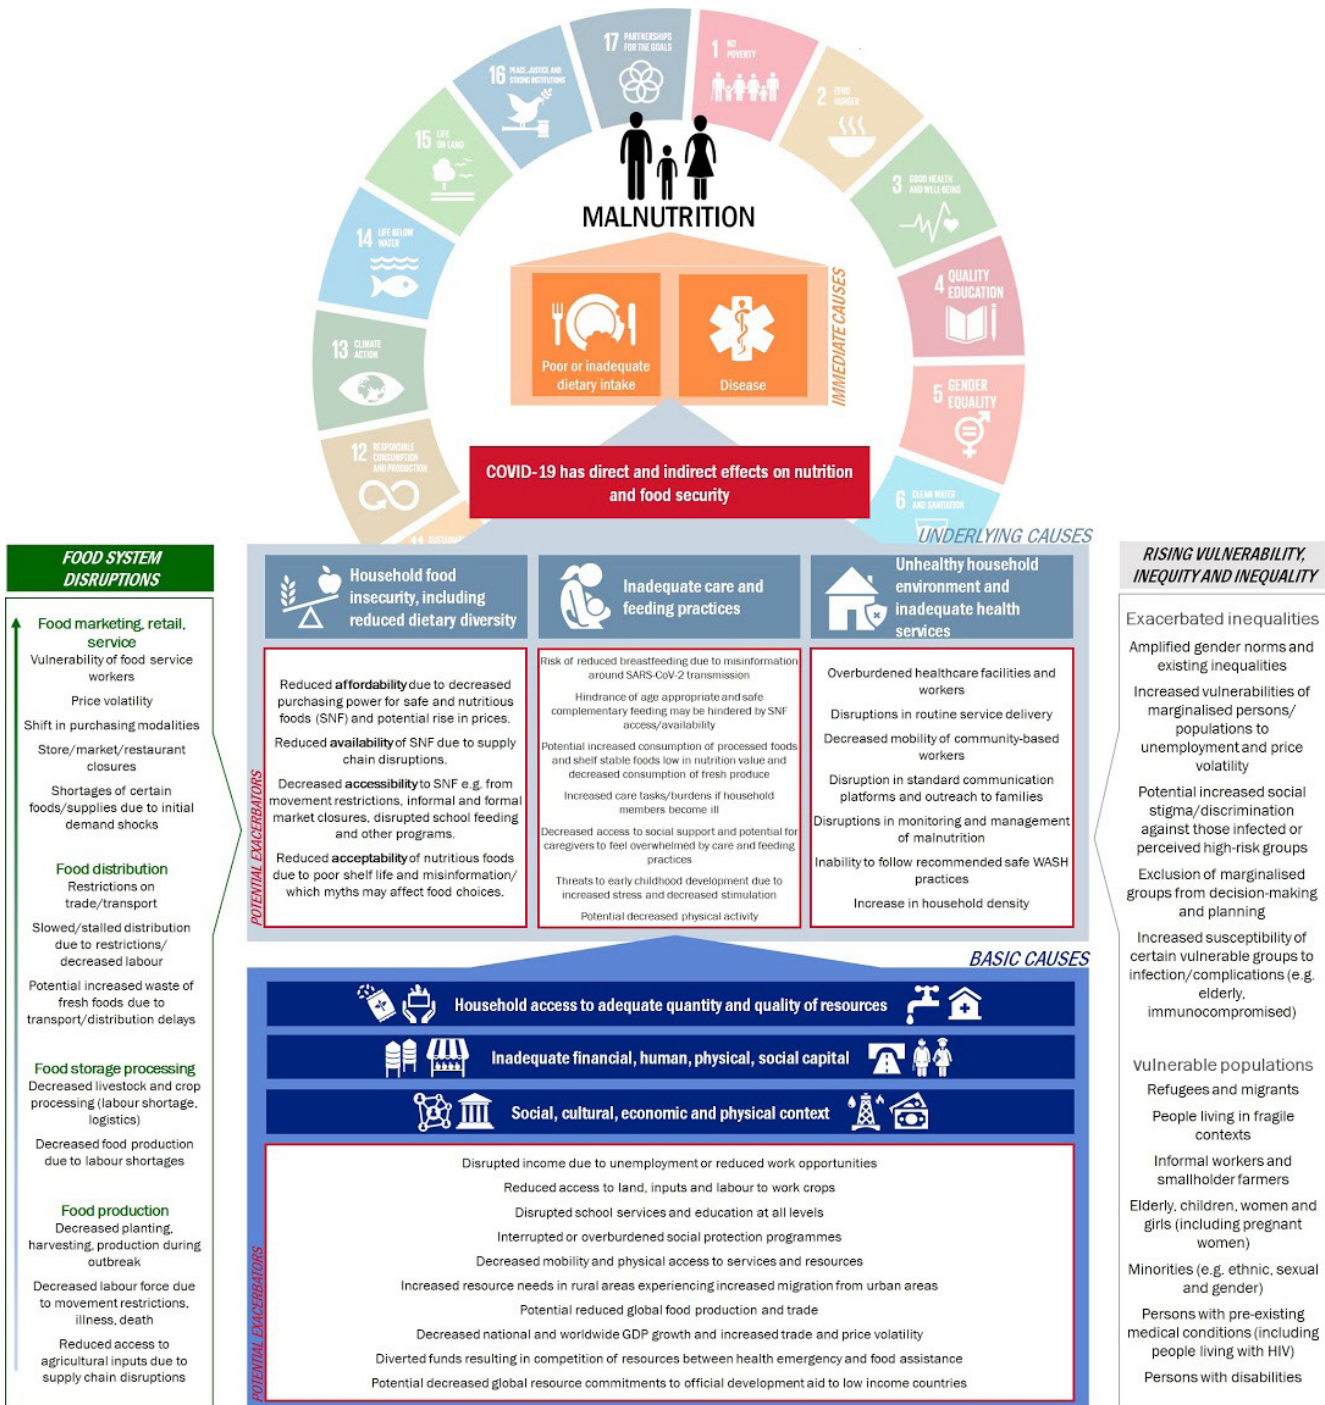 17 PARTNERSHIPS
FOR THE GOALS
1 NO
POVERTY
16 PEACE, JUSTICE AND
STRONG INSTITUTIONS
2 ZERO
HUNGER
15 LIFE
ON LAND
3 GOOD HEALTH
AND WELL-BEING
MALNUTRITION
14 LIFE BELOW
WATER
4 QUALITY
EDUCATION
IMMEDIATE CAUSES
Poor or inadequate
dietary intake
Disease
13 CLIMATE
ACTION
5 GENDER
EQUALITY
12 RESPONSIBLE
CONSUMPTION
AND PRODUCTION
COVID-19 has direct and indirect effects on nutrition
and food security
6 CLEAN WATER
AND SANITATION
11
FOOD SYSTEM
DISRUPTIONS
Food marketing, retail,
service
Vulnerability of food service
workers
Price volatility
Shift in purchasing modalities
Store/market/restaurant
closures
Shortages of certain
foods/supplies due to initial
demand shocks
Food distribution
Restrictions on
trade/transport
Slowed/stalled distribution
due to restrictions/
decreased labour
Potential increased waste of
fresh foods due to
transport/distribution delays
Food storage processing
Decreased livestock and crop
processing (labour shortage,
logistics)
Decreased food production
due to labour shortages
Food production
Decreased planting,
harvesting, production during
outbreak
Decreased labour force due
to movement restrictions,
illness, death
Reduced access to
agricultural inputs due to
supply chain disruptions
UNDERLYING CAUSES
Household food
insecurity, including
reduced dietary diversity
Inadequate care and
feeding practices
Unhealthy household
environment and
inadequate health
services
POTENTIAL EXACERBATORS
Reduced affordability due to decreased
purchasing power for safe and nutritious
foods (SNF) and potential rise in prices.
Reduced availability of SNF due to supply
chain disruptions.
Decreased accessibility to SNF e.g. from
movement restrictions, informal and formal
market closures, disrupted school feeding
and other programs.
Reduced acceptability of nutritious foods
due to poor shelf life and misinformation/
which myths may affect food choices.
Risk of reduced breastfeeding due to misinformation
around SARS-CoV-2 transmission
Hindrance of age appropriate and safe
complementary feeding may be hindered by SNF
access/availability
Potential increased consumption of processed foods
and shelf stable foods low in nutrition value and
decreased consumption of fresh produce
Increased care tasks/burdens if household
members become ill
Decreased access to social support and potential for
caregivers to feel overwhelmed by care and feeding
practices
Threats to early childhood development due to
increased stress and decreased stimulation
Potential decreased physical activity
Overburdened healthcare facilities and
workers
Disruptions in routine service delivery
Decreased mobility of community-based
workers
Disruption in standard communication
platforms and outreach to families
Disruptions in monitoring and management
of malnutrition
Inability to follow recommended safe WASH
practices
Increase in household density
BASIC CAUSES
Household access to adequate quantity and quality of resources
Inadequate financial, human, physical, social capital
Social, cultural, economic and physical context
POTENTIAL EXACERBATORS
Disrupted income due to unemployment or reduced work opportunities
Reduced access to land, inputs and labour to work crops
Disrupted school services and education at all levels
Interrupted or overburdened social protection programmes
Decreased mobility and physical access to services and resources
Increased resource needs in rural areas experiencing increased migration from urban areas
Potential reduced global food production and trade
Decreased national and worldwide GDP growth and increased trade and price volatility
Diverted funds resulting in competition of resources between health emergency and food assistance
Potential decreased global resource commitments to official development aid to low income countries
RISING VULNERABILITY,
INEQUITY AND INEQUALITY
Exacerbated inequalities
Amplified gender norms and
existing inequalities
Increased vulnerabilities of
marginalised persons/
populations to
unemployment and price
volatility
Potential increased social
stigma/discrimination
against those infected or
perceived high-risk groups
Exclusion of marginalised
groups from decision-making
and planning
Increased susceptibility of
certain vulnerable groups to
infection/complications (e.g.
elderly,
immunocompromised)
Vulnerable populations
Refugees and migrants
People living in fragile
contexts
Informal workers and
smallholder farmers
Elderly, children, women and
girls (including pregnant
women)
Minorities (e.g. ethnic, sexual
and gender)
Persons with pre-existing
medical conditions (including
people living with HIV)
Persons with disabilities